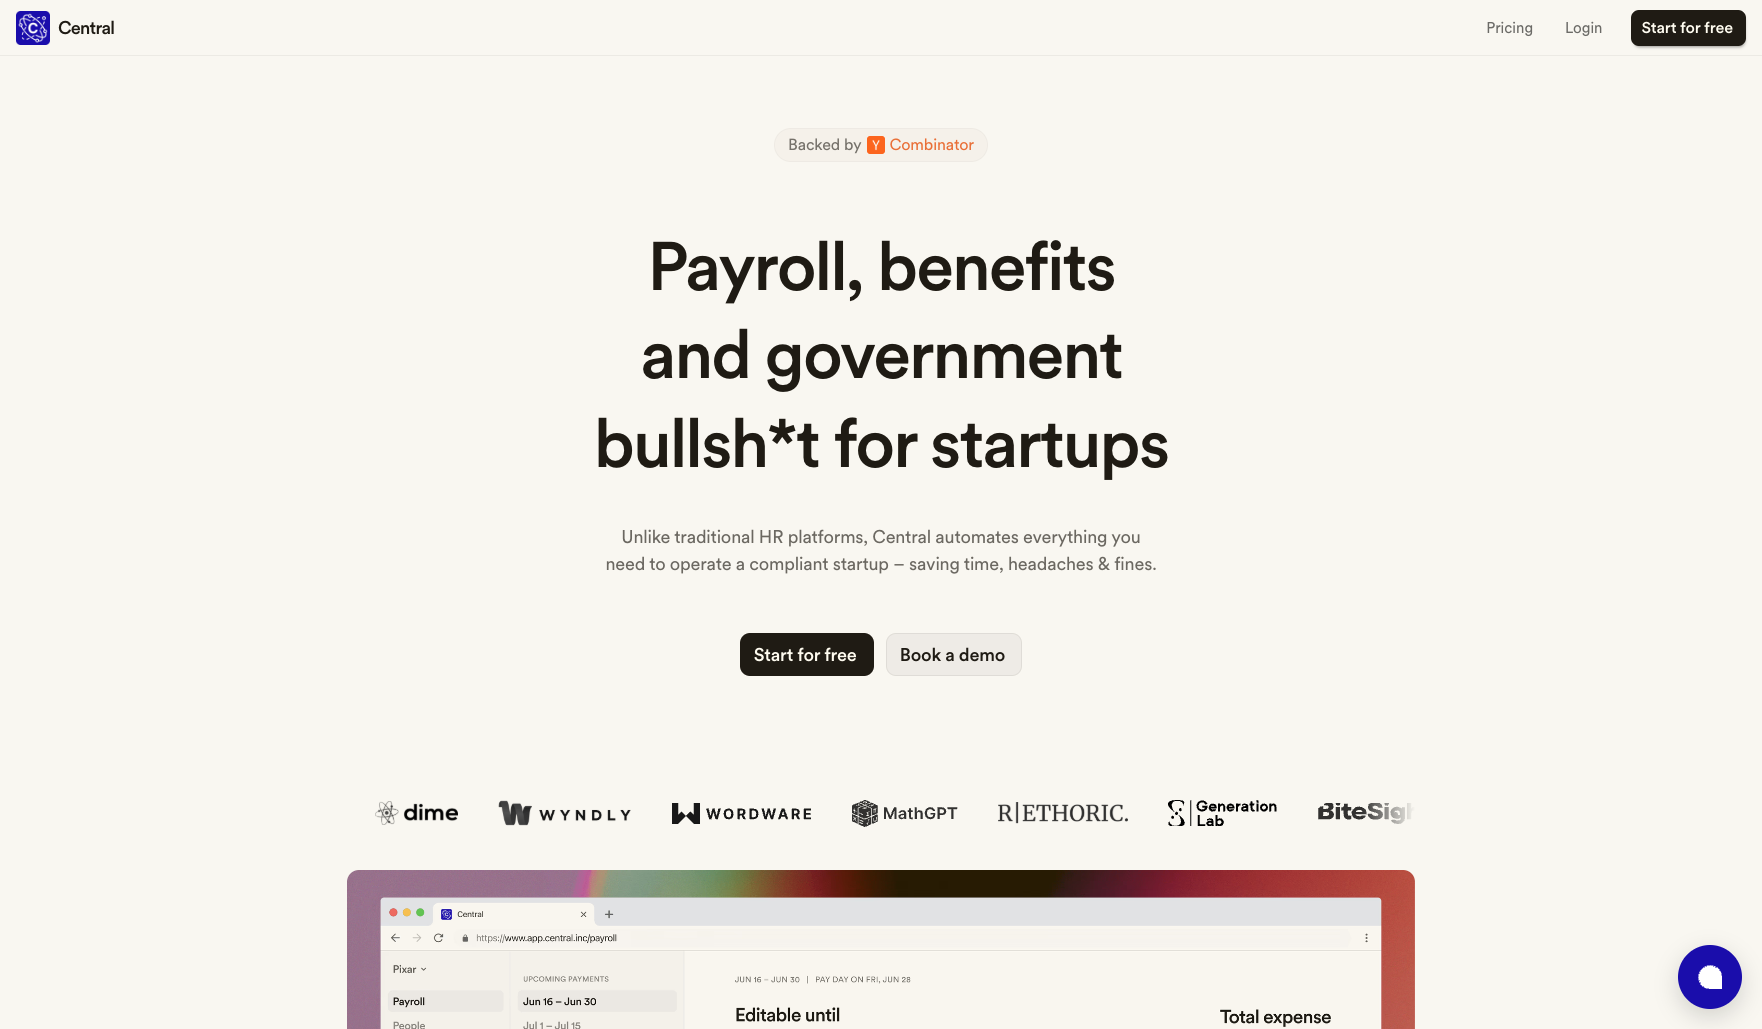 Central
Pricing
Login
Start for free
Backed by Y Combinator
Payroll, benefits
and government
bullsh*t for startups
Unlike traditional HR platforms, Central automates everything you
need to operate a compliant startup – saving time, headaches & fines.
Start for free
Book a demo
dime
WYNDLY
WORDWARE
MathGPT
R|ETHORIC.
Generation
Lab
BiteSigh
Central
https://www.app.central.inc/payroll
Pixar
UPCOMING PAYMENTS
JUN 16 – JUN 30 | PAY DAY ON FRI, JUN 28
Payroll
Jun 16 – Jun 30
Editable until
Total expense
People
Jul 1 – Jul 15